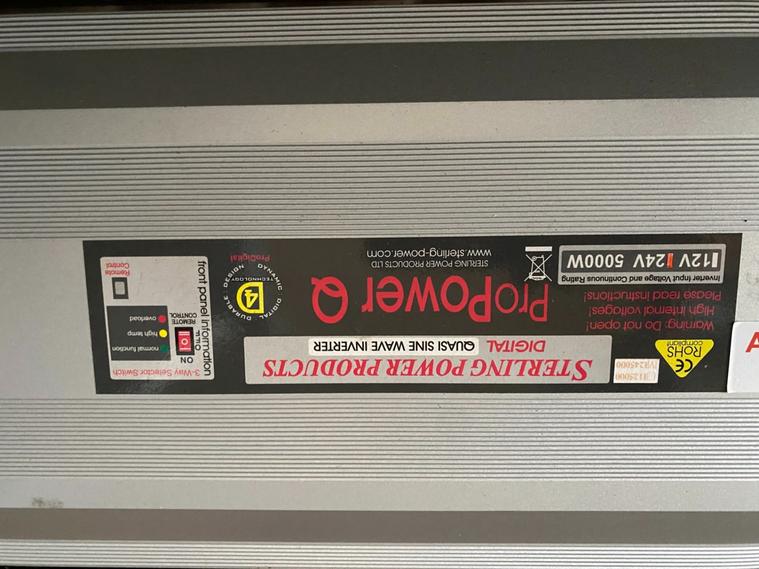 STERLING POWER PRODUCTS
DIGITAL QUASI SINE WAVE INVERTER
ProPower Q
STERLING POWER PRODUCTS LTD
www.sterling-power.com
CE
ROHS
compliant
Warning: Do not open!
High internal voltages!
Please read instructions!
Inverter Input Voltage and Continuous Rating
12V 24V 5000W
DYNAMIC DIGITAL DURABLE DESIGN
TECHNOLOGY
ProDigital
3-Way Selector Switch
front panel information
ON
OFF
REMOTE
CONTROL
normal function
high temp
overload
Remote
Control
I125000
IVR245000
A